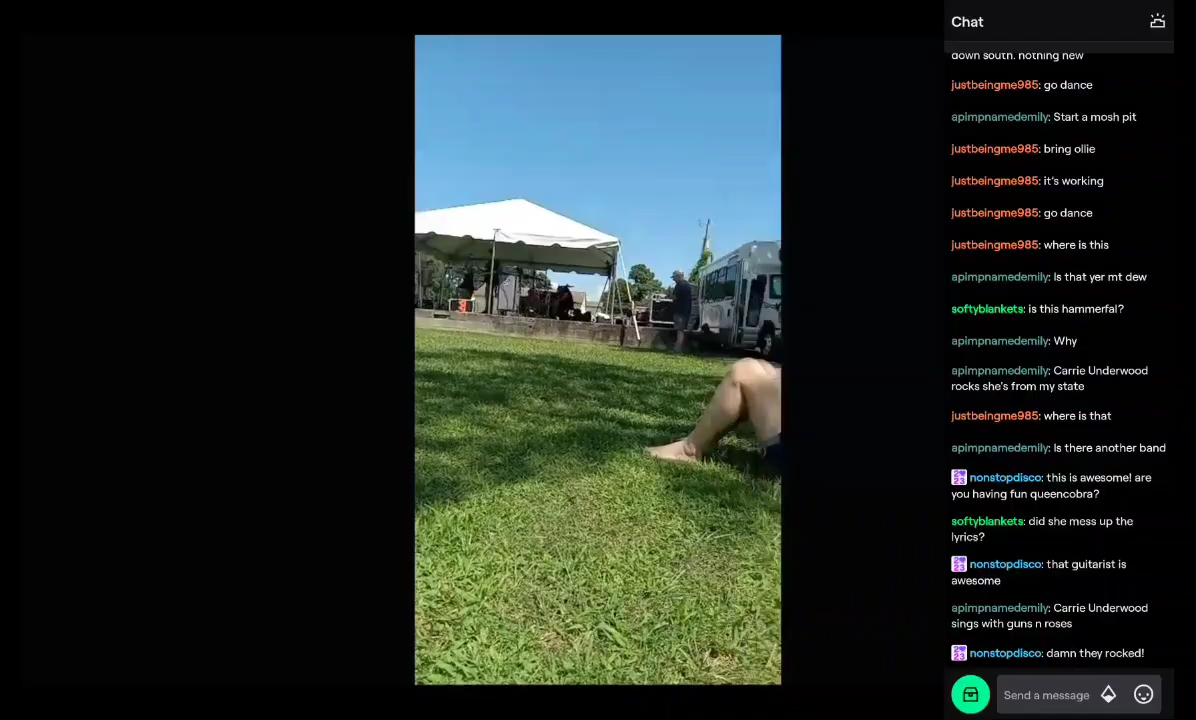 Chat
down south. nothing new
justbeingme985: go dance
apimpnamedemily: Start a mosh pit
justbeingme985: bring ollie
justbeingme985: it's working
justbeingme985: go dance
justbeingme985: where is this
apimpnamedemily: Is that yer mt dew
softyblankets: is this hammerfal?
apimpnamedemily: Why
apimpnamedemily: Carrie Underwood
rocks she's from my state
justbeingme985: where is that
apimpnamedemily: Is there another band
nonstopdisco: this is awesome! are
you having fun queencobra?
softyblankets: did she mess up the
lyrics?
nonstopdisco: that guitarist is
awesome
apimpnamedemily: Carrie Underwood
sings with guns n roses
nonstopdisco: damn they rocked!
Send a message